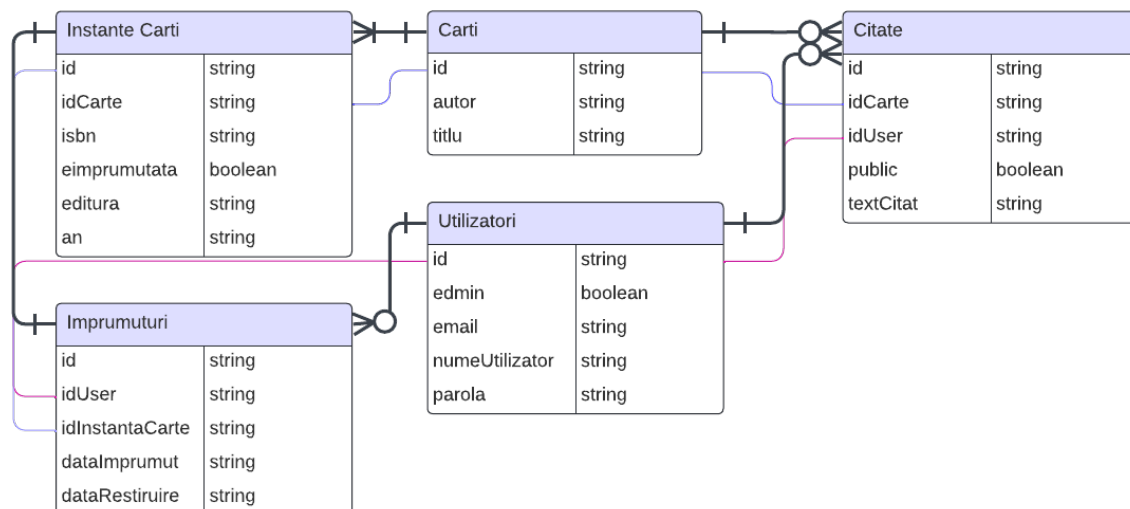 Instante Carti
id string
idCarte string
isbn string
eimprumutata boolean
editura string
an string
Carti
id string
autor string
titlu string
Citate
id string
idCarte string
idUser string
public boolean
textCitat string
Utilizatori
id string
edmin boolean
email string
numeUtilizator string
parola string
Imprumuturi
id string
idUser string
idInstantaCarte string
dataImprumut string
dataRestiruire string